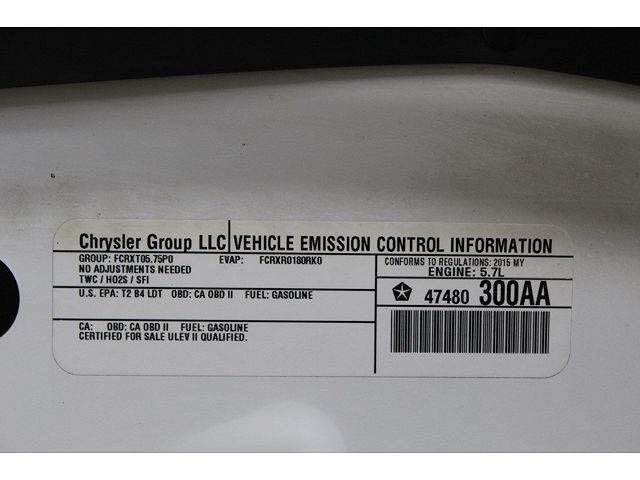 Chrysler Group LLC VEHICLE EMISSION CONTROL INFORMATION
GROUP: FCRXT05.75P0 EVAP: FCRXR0180RK0
NO ADJUSTMENTS NEEDED
TWC / HO2S / SFI
CONFORMS TO REGULATIONS: 2015 MY
ENGINE: 5.7L
U.S. EPA: T2 B4 LDT OBD: CA OBD II FUEL: GASOLINE
47480 300AA
CA: OBD: CA OBD II FUEL: GASOLINE
CERTIFIED FOR SALE ULEV II QUALIFIED.